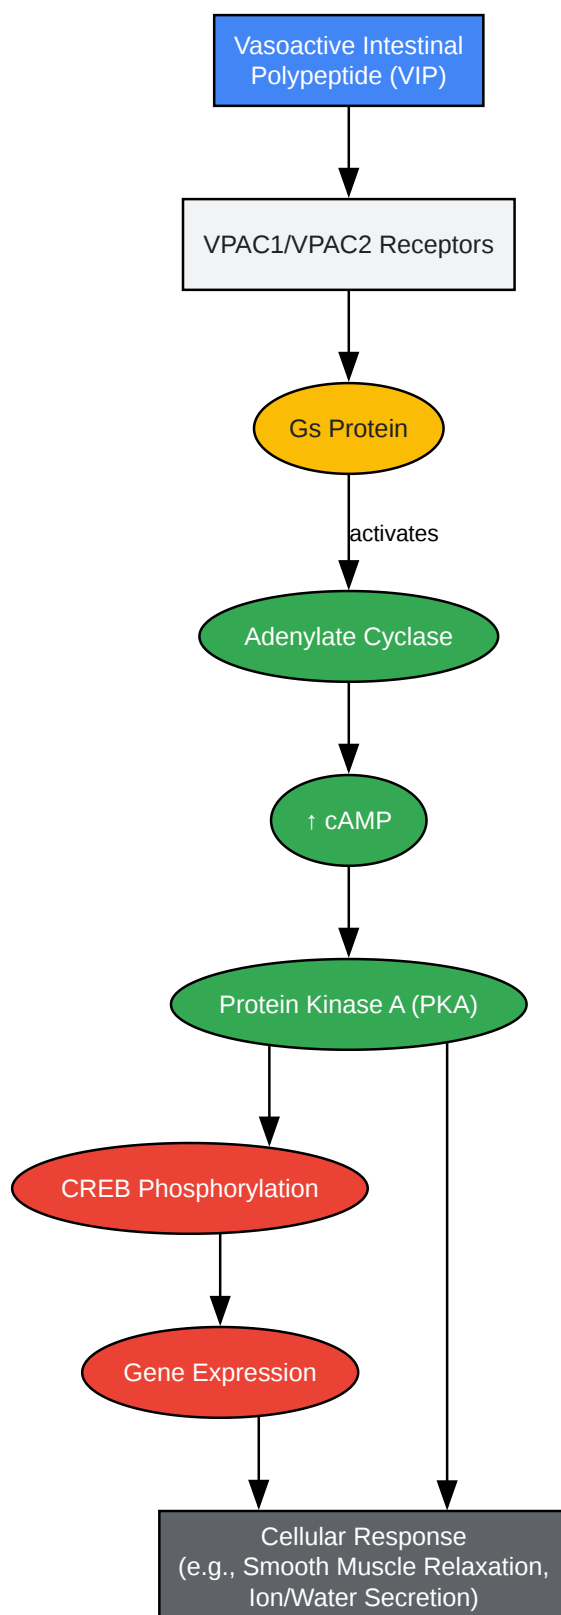 Vasoactive Intestinal
Polypeptide (VIP)
VPAC1/VPAC2 Receptors
Gs Protein
activates
Adenylate Cyclase
↑ cAMP
Protein Kinase A (PKA)
CREB Phosphorylation
Gene Expression
Cellular Response
(e.g., Smooth Muscle Relaxation,
Ion/Water Secretion)